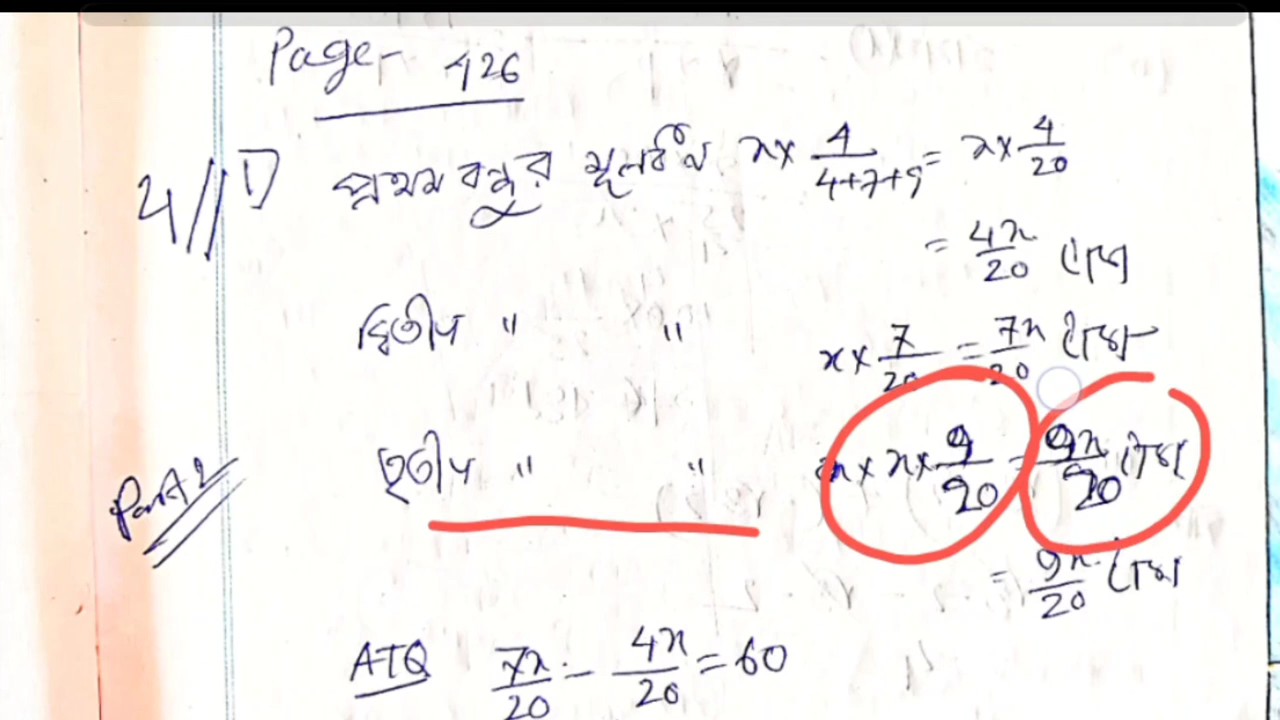 Page- 426
4// 1) প্রথম বন্ধুর মূলধন x × 4/(4+7+9) = x × 4/20
= 4x/20 টাকা
দ্বিতীয় " " x × 7/20 = 7x/20 টাকা
Part 2 তৃতীয় " " x × 9/20 = 9x/20 টাকা
= 9x/20 টাকা
ATQ 7x/20 - 4x/20 = 60